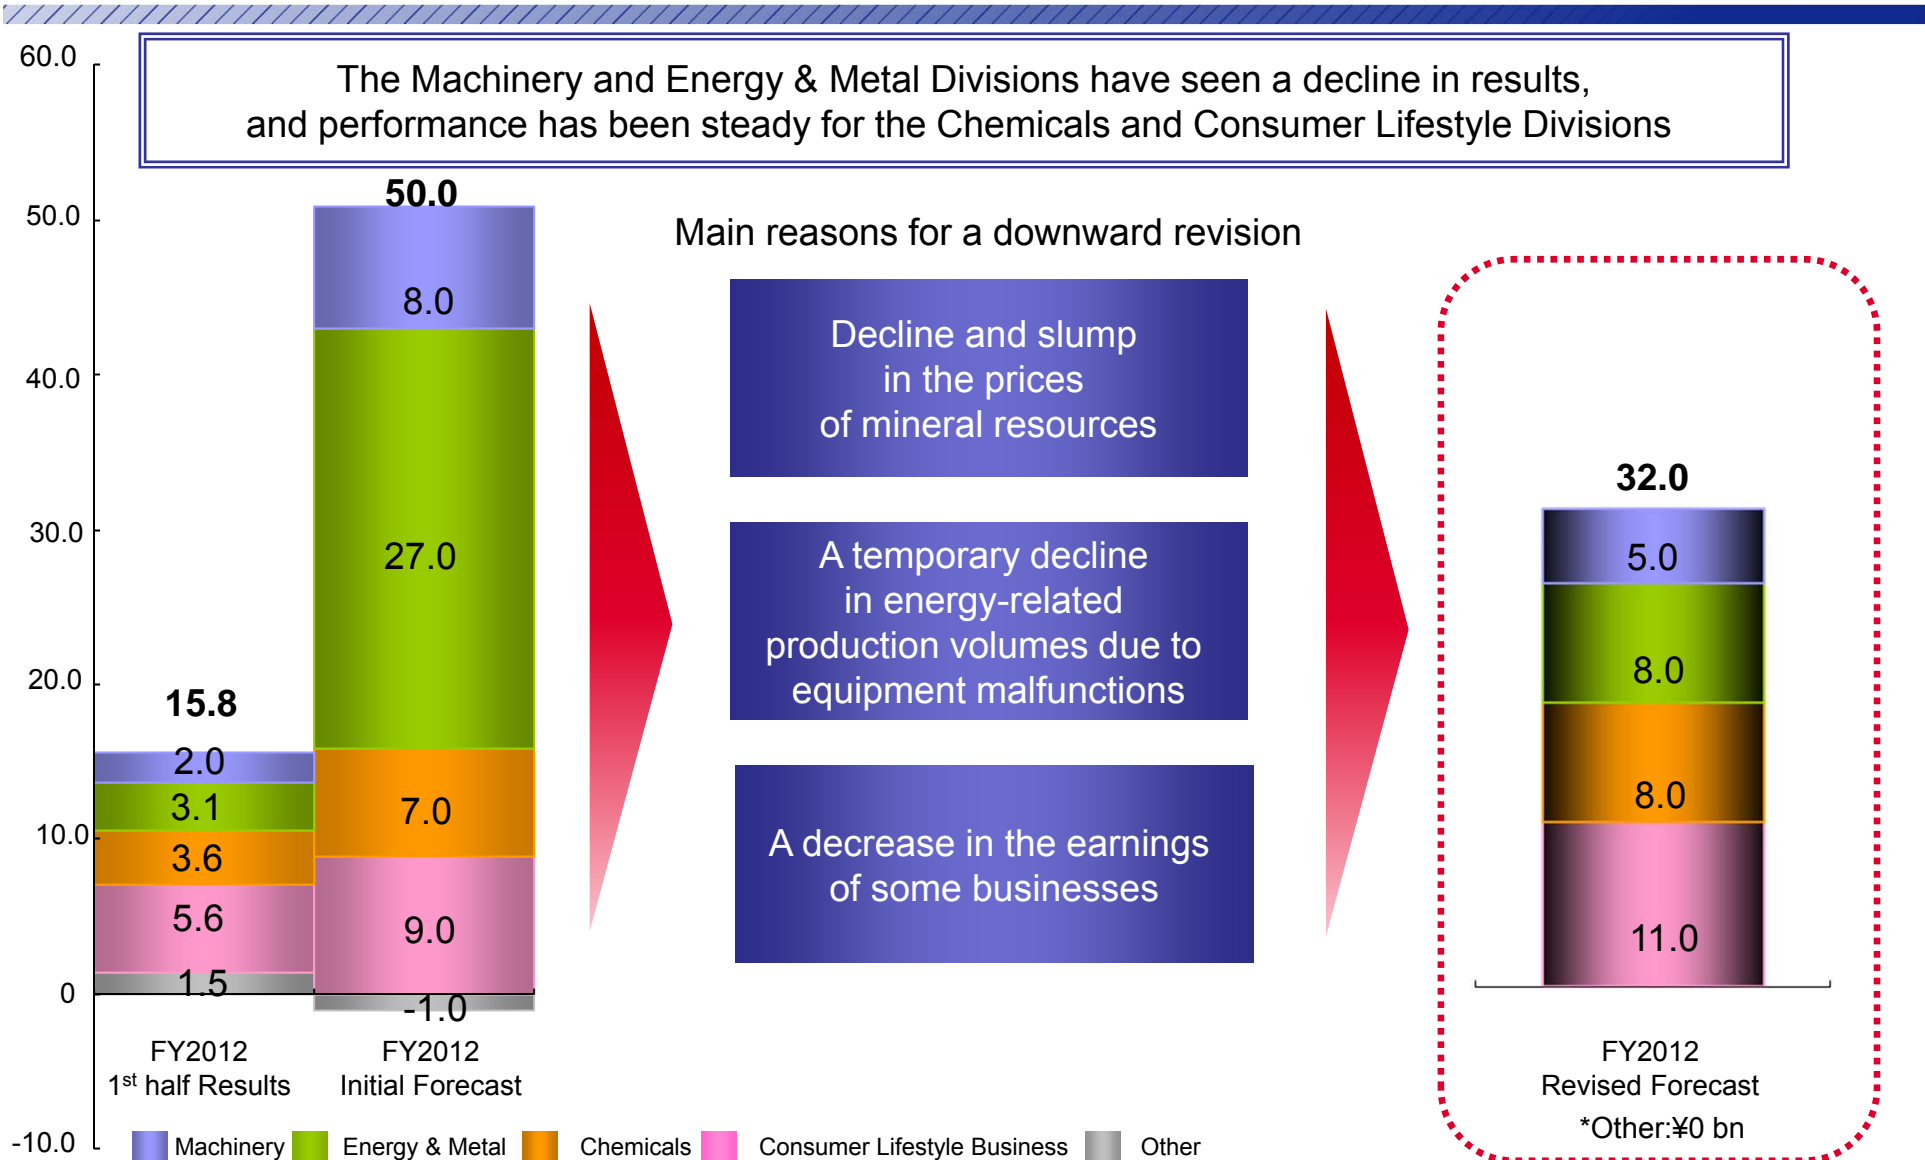 The Machinery and Energy & Metal Divisions have seen a decline in results,
and performance has been steady for the Chemicals and Consumer Lifestyle Divisions
60.0
50.0
40.0
30.0
20.0
10.0
0
-10.0
15.8
2.0
3.1
3.6
5.6
1.5
FY2012
1st half Results
50.0
8.0
27.0
7.0
9.0
-1.0
FY2012
Initial Forecast
Main reasons for a downward revision
Decline and slump
in the prices
of mineral resources
A temporary decline
in energy-related
production volumes due to
equipment malfunctions
A decrease in the earnings
of some businesses
32.0
5.0
8.0
8.0
11.0
FY2012
Revised Forecast
*Other:¥0 bn
Machinery Energy & Metal Chemicals Consumer Lifestyle Business Other